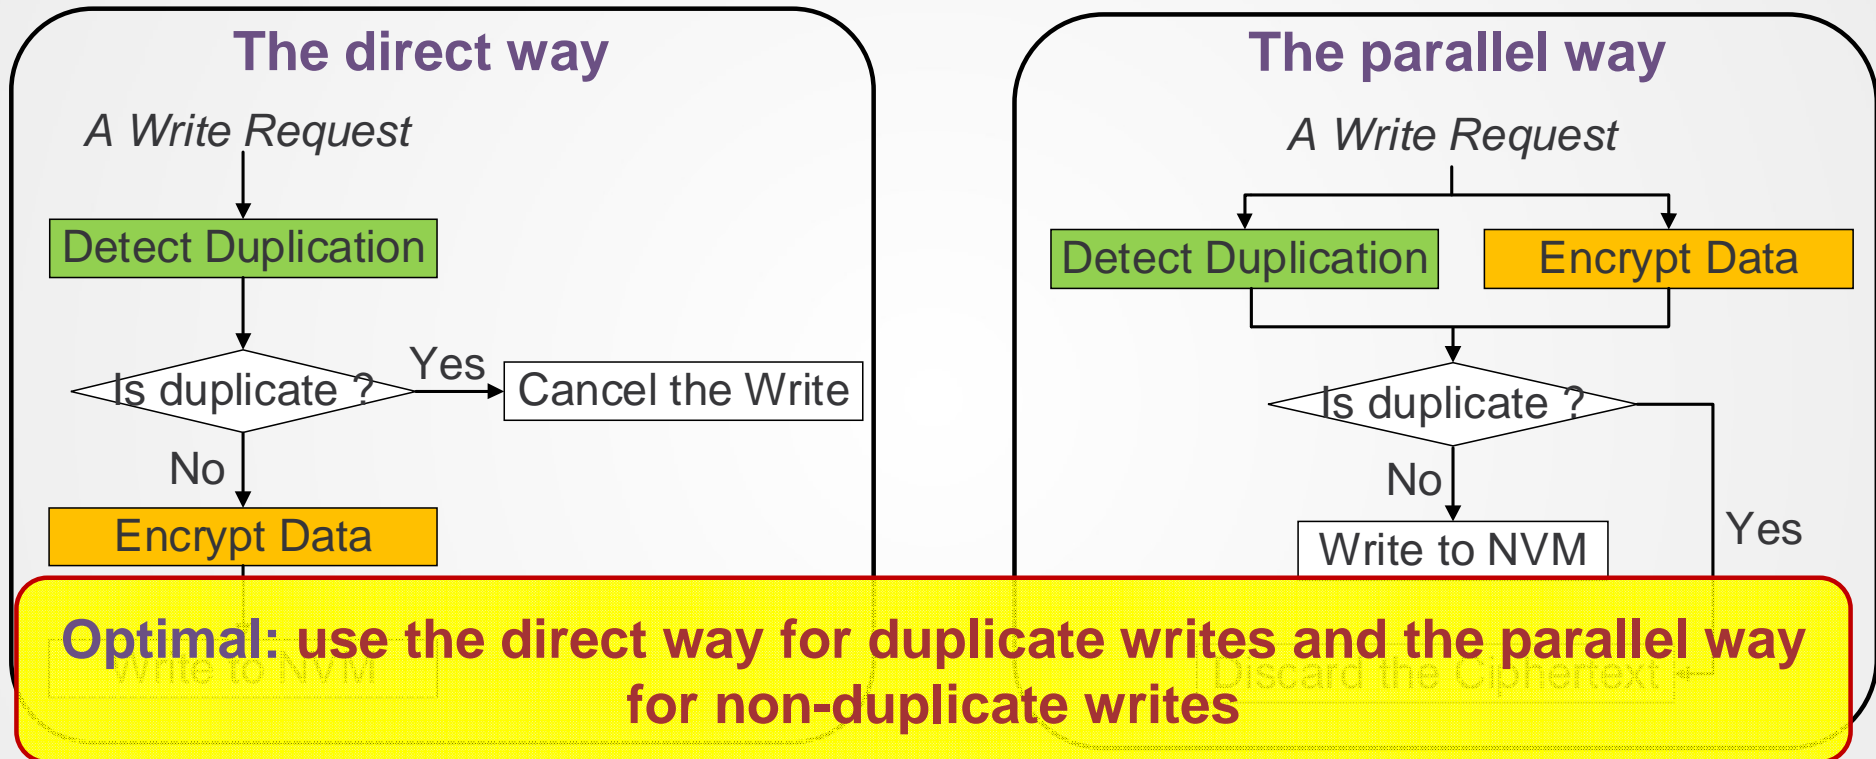 The direct way
A Write Request
Detect Duplication
Is duplicate ?
Yes
Cancel the Write
No
Encrypt Data
Write to NVM
The parallel way
A Write Request
Detect Duplication
Encrypt Data
Is duplicate ?
No
Yes
Write to NVM
Discard the Ciphertext
Optimal: use the direct way for duplicate writes and the parallel way
for non-duplicate writes